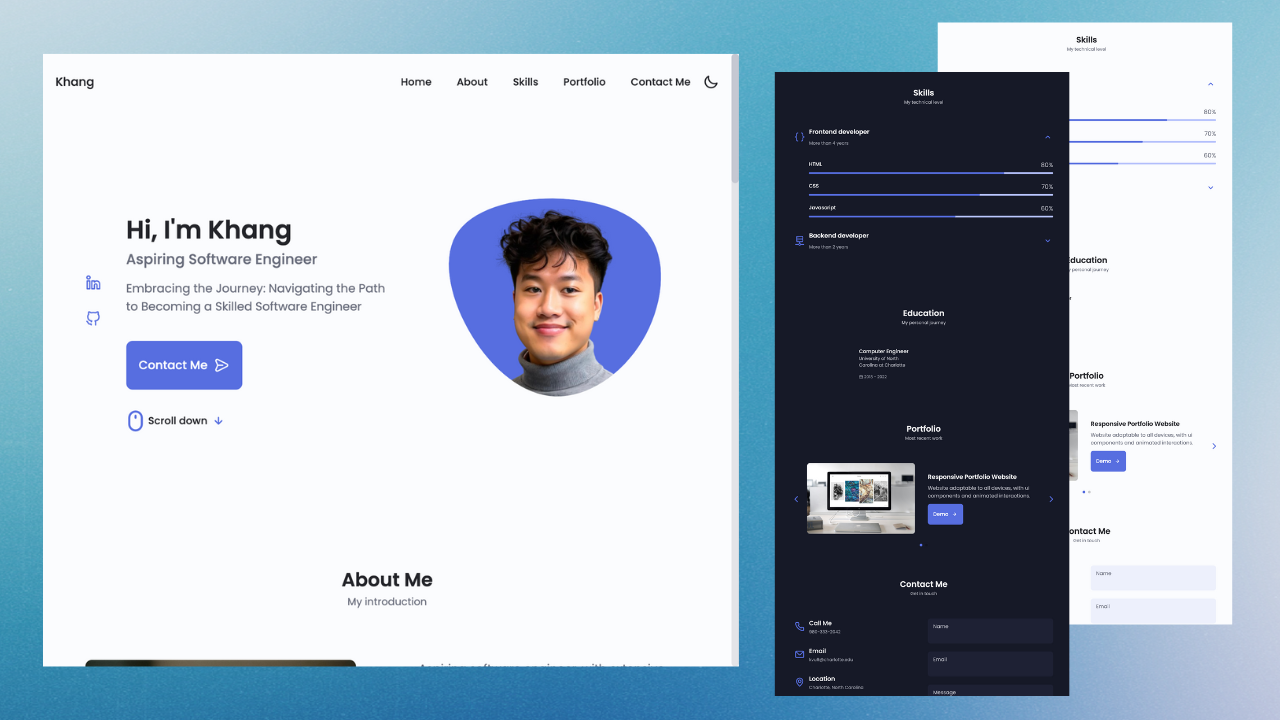 Khang
Home
About
Skills
Portfolio
Contact Me
Hi, I'm Khang
Aspiring Software Engineer
Embracing the Journey: Navigating the Path
to Becoming a Skilled Software Engineer
Contact Me
Scroll down
About Me
My introduction
Skills
My technical level
Frontend developer
More than 4 years
HTML
80%
CSS
70%
Javascript
60%
Backend developer
More than 2 years
Education
My personal journey
Computer Engineer
University of North
Carolina at Charlotte
Portfolio
Most recent work
Responsive Portfolio Website
Website adaptable to all devices, with ui
components and animated interactions.
Demo
Contact Me
Get in touch
Call Me
Email
Location
Charlotte, North Carolina
Name
Email
Message
Skills
My technical level
80%
70%
60%
Education
personal journey
Portfolio
Most recent work
Responsive Portfolio Website
Website adaptable to all devices, with ui
components and animated interactions.
Demo
ontact Me
Get in touch
Name
Email